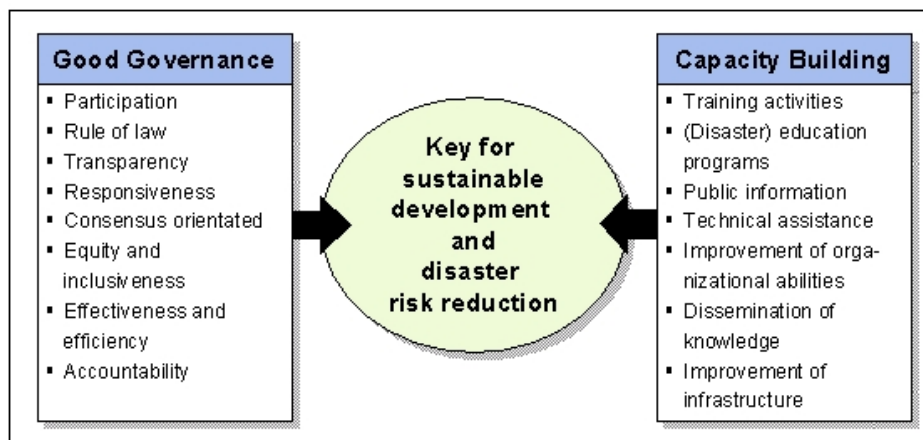 Good Governance
▪ Participation
▪ Rule of law
▪ Transparency
▪ Responsiveness
▪ Consensus orientated
▪ Equity and
inclusiveness
▪ Effectiveness and
efficiency
▪ Accountability
Key for
sustainable
development
and
disaster
risk reduction
Capacity Building
▪ Training activities
▪ (Disaster) education
programs
▪ Public information
▪ Technical assistance
▪ Improvement of orga-
nizational abilities
▪ Dissemination of
knowledge
▪ Improvement of
infrastructure